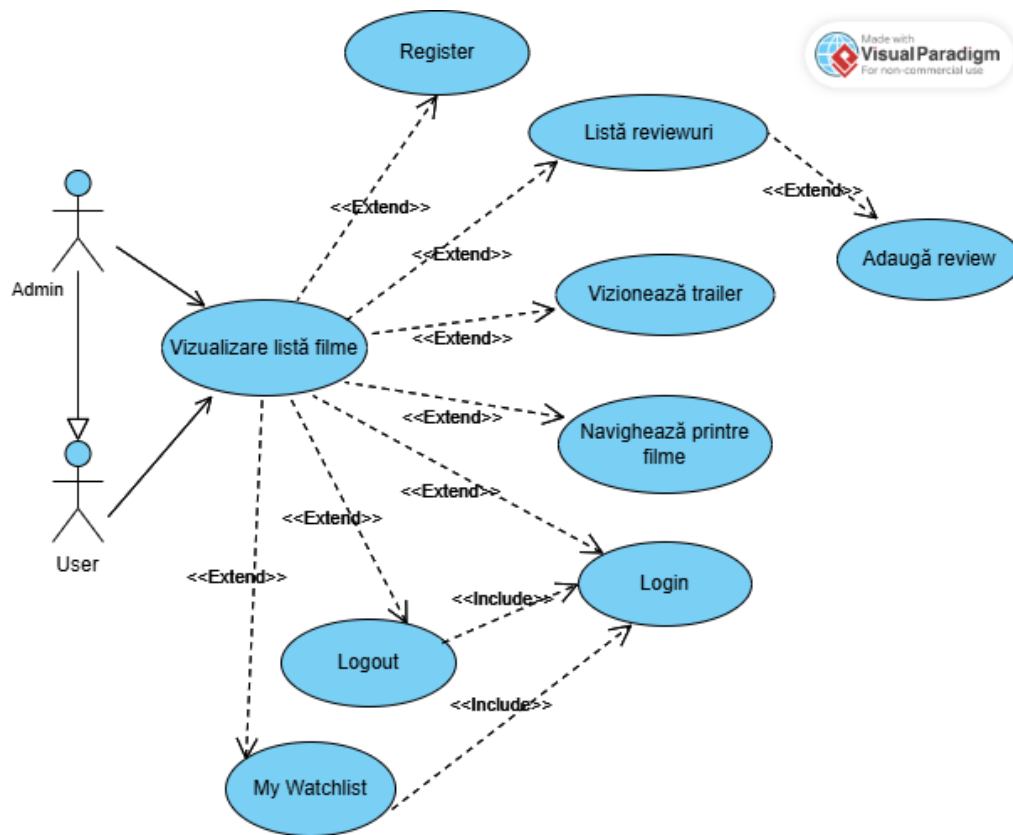 Made with
Visual Paradigm
For non-commercial use
Register
Listă reviewuri
<<Extend>>
<<Extend>>
<<Extend>>
Adaugă review
Admin
Vizionează trailer
<<Extend>>
Vizualizare listă filme
<<Extend>>
Navighează printre
filme
<<Extend>>
<<Extend>>
User
<<Extend>>
Login
<<Include>>
Logout
<<Include>>
My Watchlist